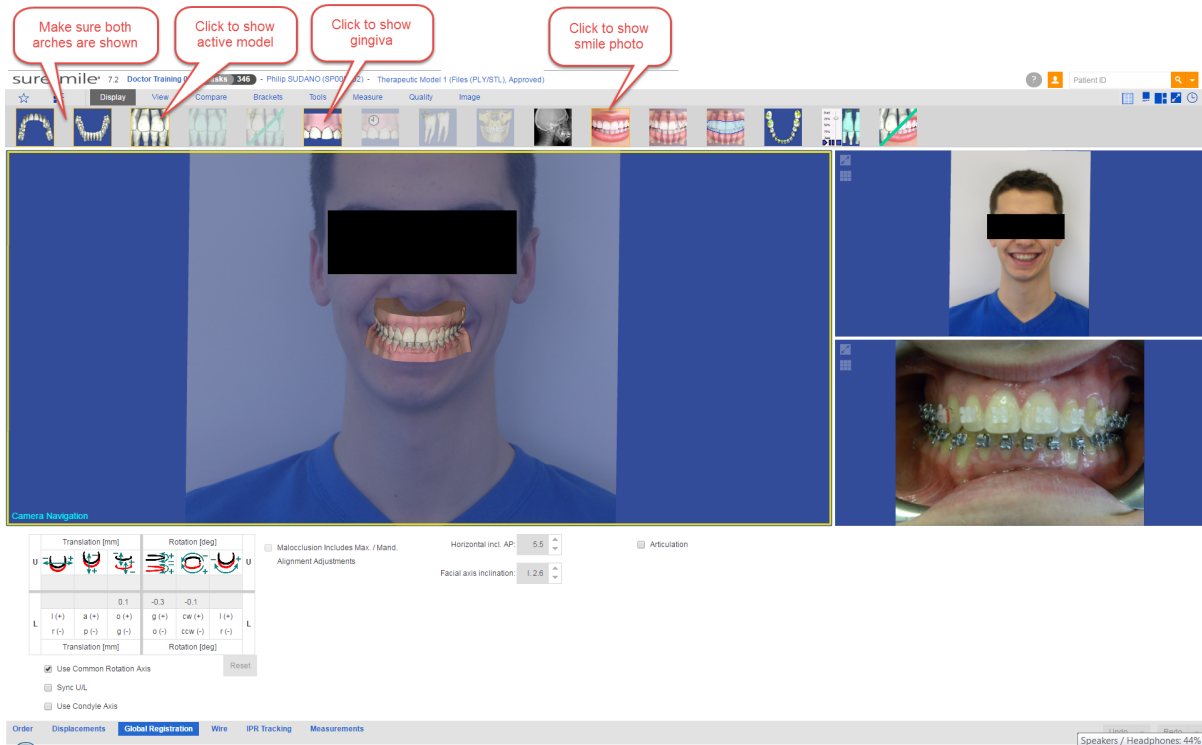 Make sure both
arches are shown
Click to show
active model
Click to show
gingiva
Click to show
smile photo
7.2 Doctor Training
346 - Philip SUDANO - Therapeutic Model 1 (Files (PLY/STL), Approved)
Patient ID
Display View Compare Brackets Tools Measure Quality Image
Camera Navigation
Translation [mm] Rotation [deg]
U U
0.1 -0.3 -0.1
L L
l (+) a (+) o (+) g (+) cw (+) l (+)
r (-) p (-) g (-) o (-) ccw (-) r (-)
Translation [mm] Rotation [deg]
Use Common Rotation Axis
Reset
Sync U/L
Use Condyle Axis
Malocclusion Includes Max. / Mand.
Alignment Adjustments
Horizontal incl. AP: 5.5
Facial axis inclination: l. 2.6
Articulation
Order Displacements Global Registration Wire IPR Tracking Measurements
Undo Redo
Speakers / Headphones: 44%